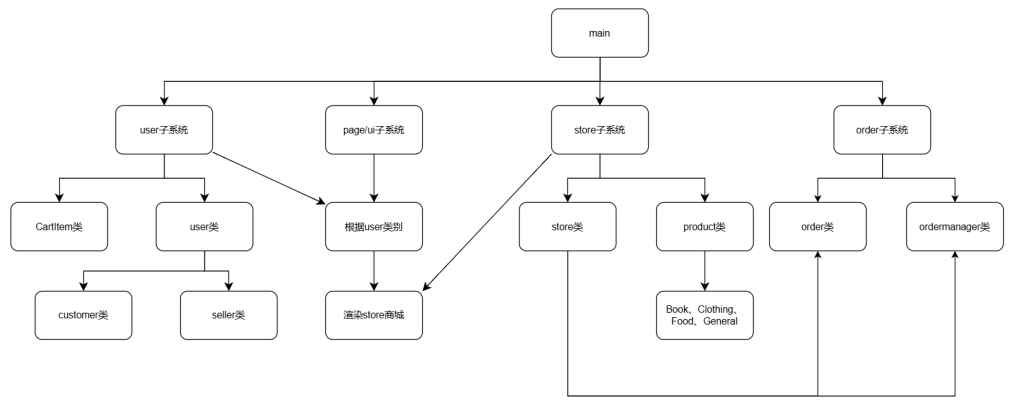 main
user子系统
page/ui子系统
store子系统
order子系统
CartItem类
user类
根据user类别
store类
product类
order类
ordermanager类
customer类
seller类
渲染store商城
Book、Clothing、
Food、General